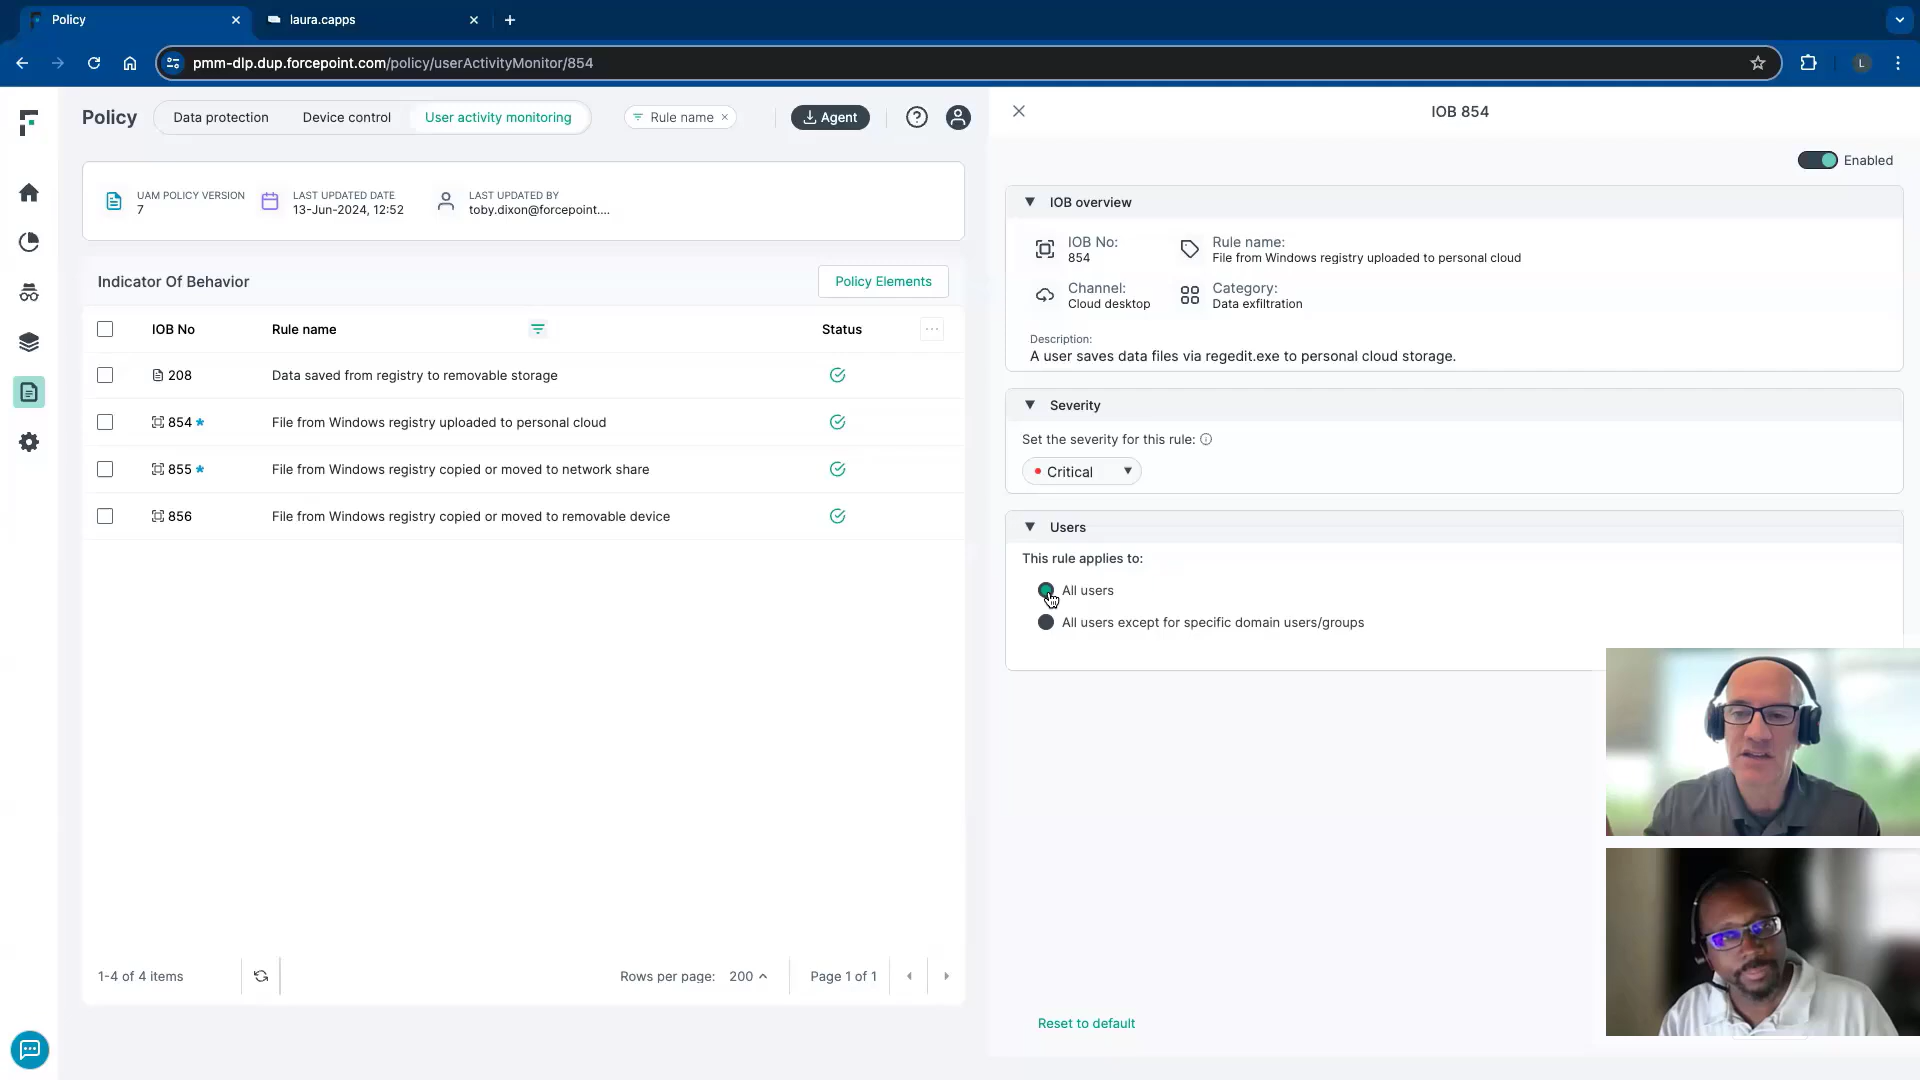 Policy
laura.capps
pmm-dlp.dup.forcepoint.com/policy/userActivityMonitor/854
L
Policy
Data protection
Device control
User activity monitoring
Rule name
Agent
UAM POLICY VERSION
7
LAST UPDATED DATE
13-Jun-2024, 12:52
LAST UPDATED BY
toby.dixon@forcepoint....
Indicator Of Behavior
Policy Elements
IOB No
Rule name
Status
208
Data saved from registry to removable storage
854 *
File from Windows registry uploaded to personal cloud
855 *
File from Windows registry copied or moved to network share
856
File from Windows registry copied or moved to removable device
1-4 of 4 items
Rows per page: 200
Page 1 of 1
IOB 854
Enabled
IOB overview
IOB No:
854
Rule name:
File from Windows registry uploaded to personal cloud
Channel:
Cloud desktop
Category:
Data exfiltration
Description:
A user saves data files via regedit.exe to personal cloud storage.
Severity
Set the severity for this rule:
Critical
Users
This rule applies to:
All users
All users except for specific domain users/groups
Reset to default